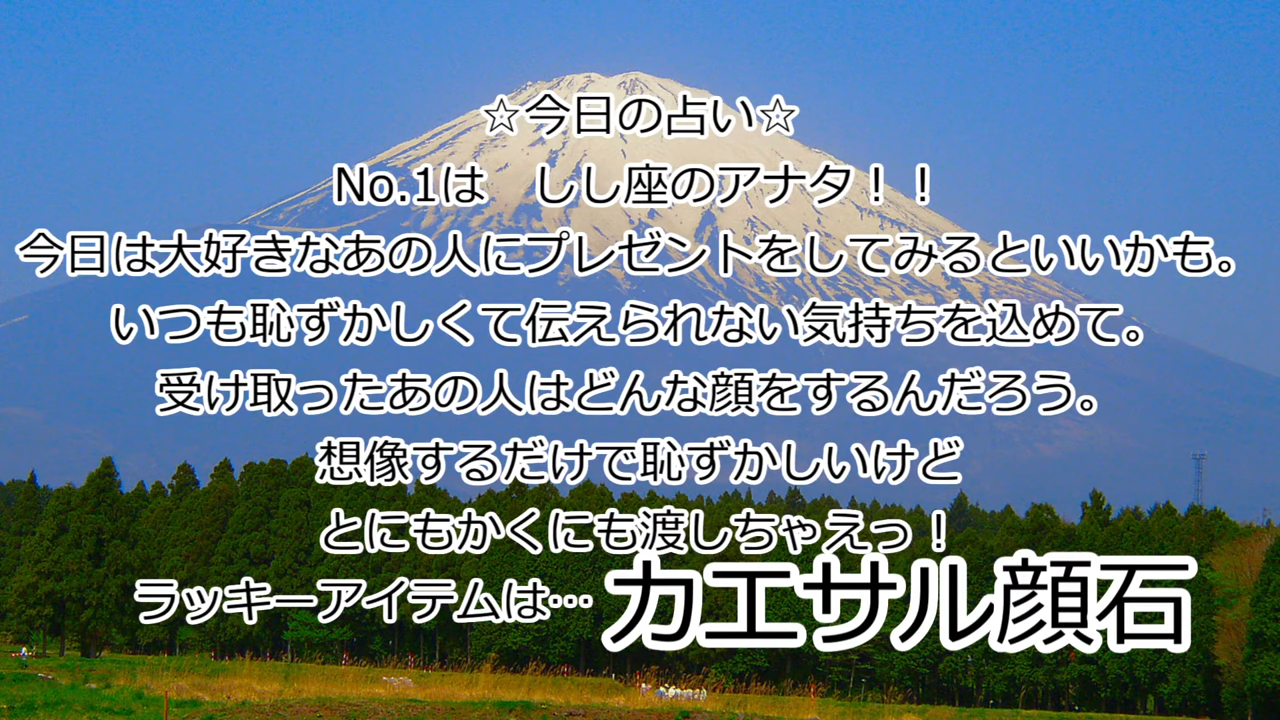 ☆今日の占い☆
No.1は　しし座のアナタ！！
今日は大好きなあの人にプレゼントをしてみるといいかも。
いつも恥ずかしくて伝えられない気持ちを込めて。
受け取ったあの人はどんな顔をするんだろう。
想像するだけで恥ずかしいけど
とにもかくにも渡しちゃえっ！
ラッキーアイテムは…カエサル顔石